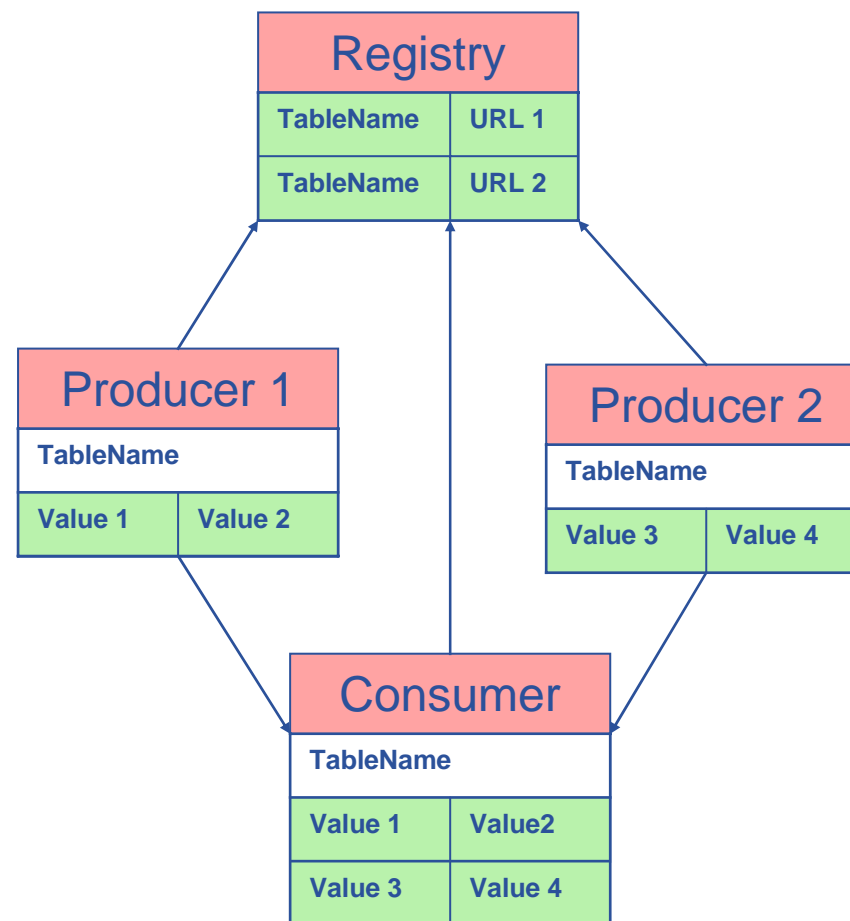 Registry
TableName URL 1
TableName URL 2
Producer 1
TableName
Value 1 Value 2
Producer 2
TableName
Value 3 Value 4
Consumer
TableName
Value 1 Value2
Value 3 Value 4